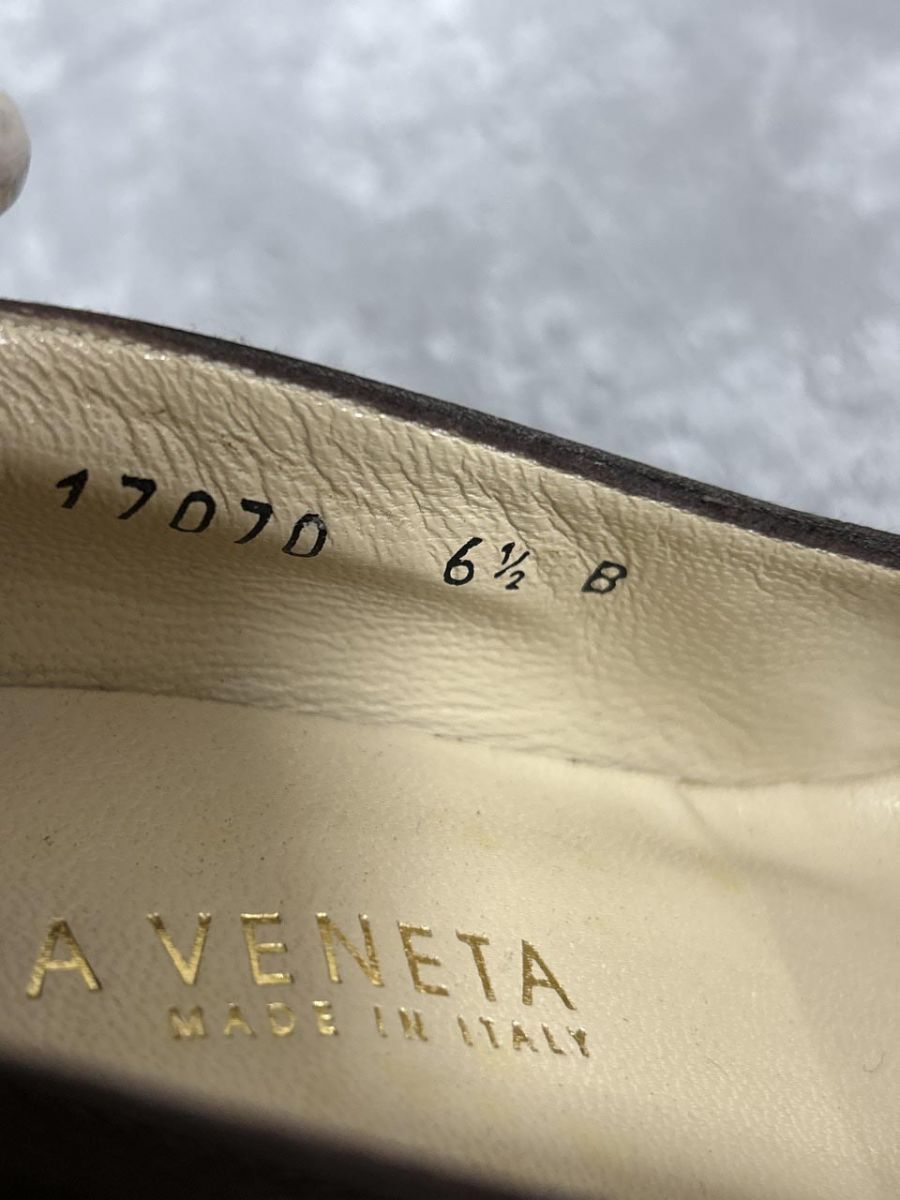 17070 6½ B
A VENETA
MADE IN ITALY